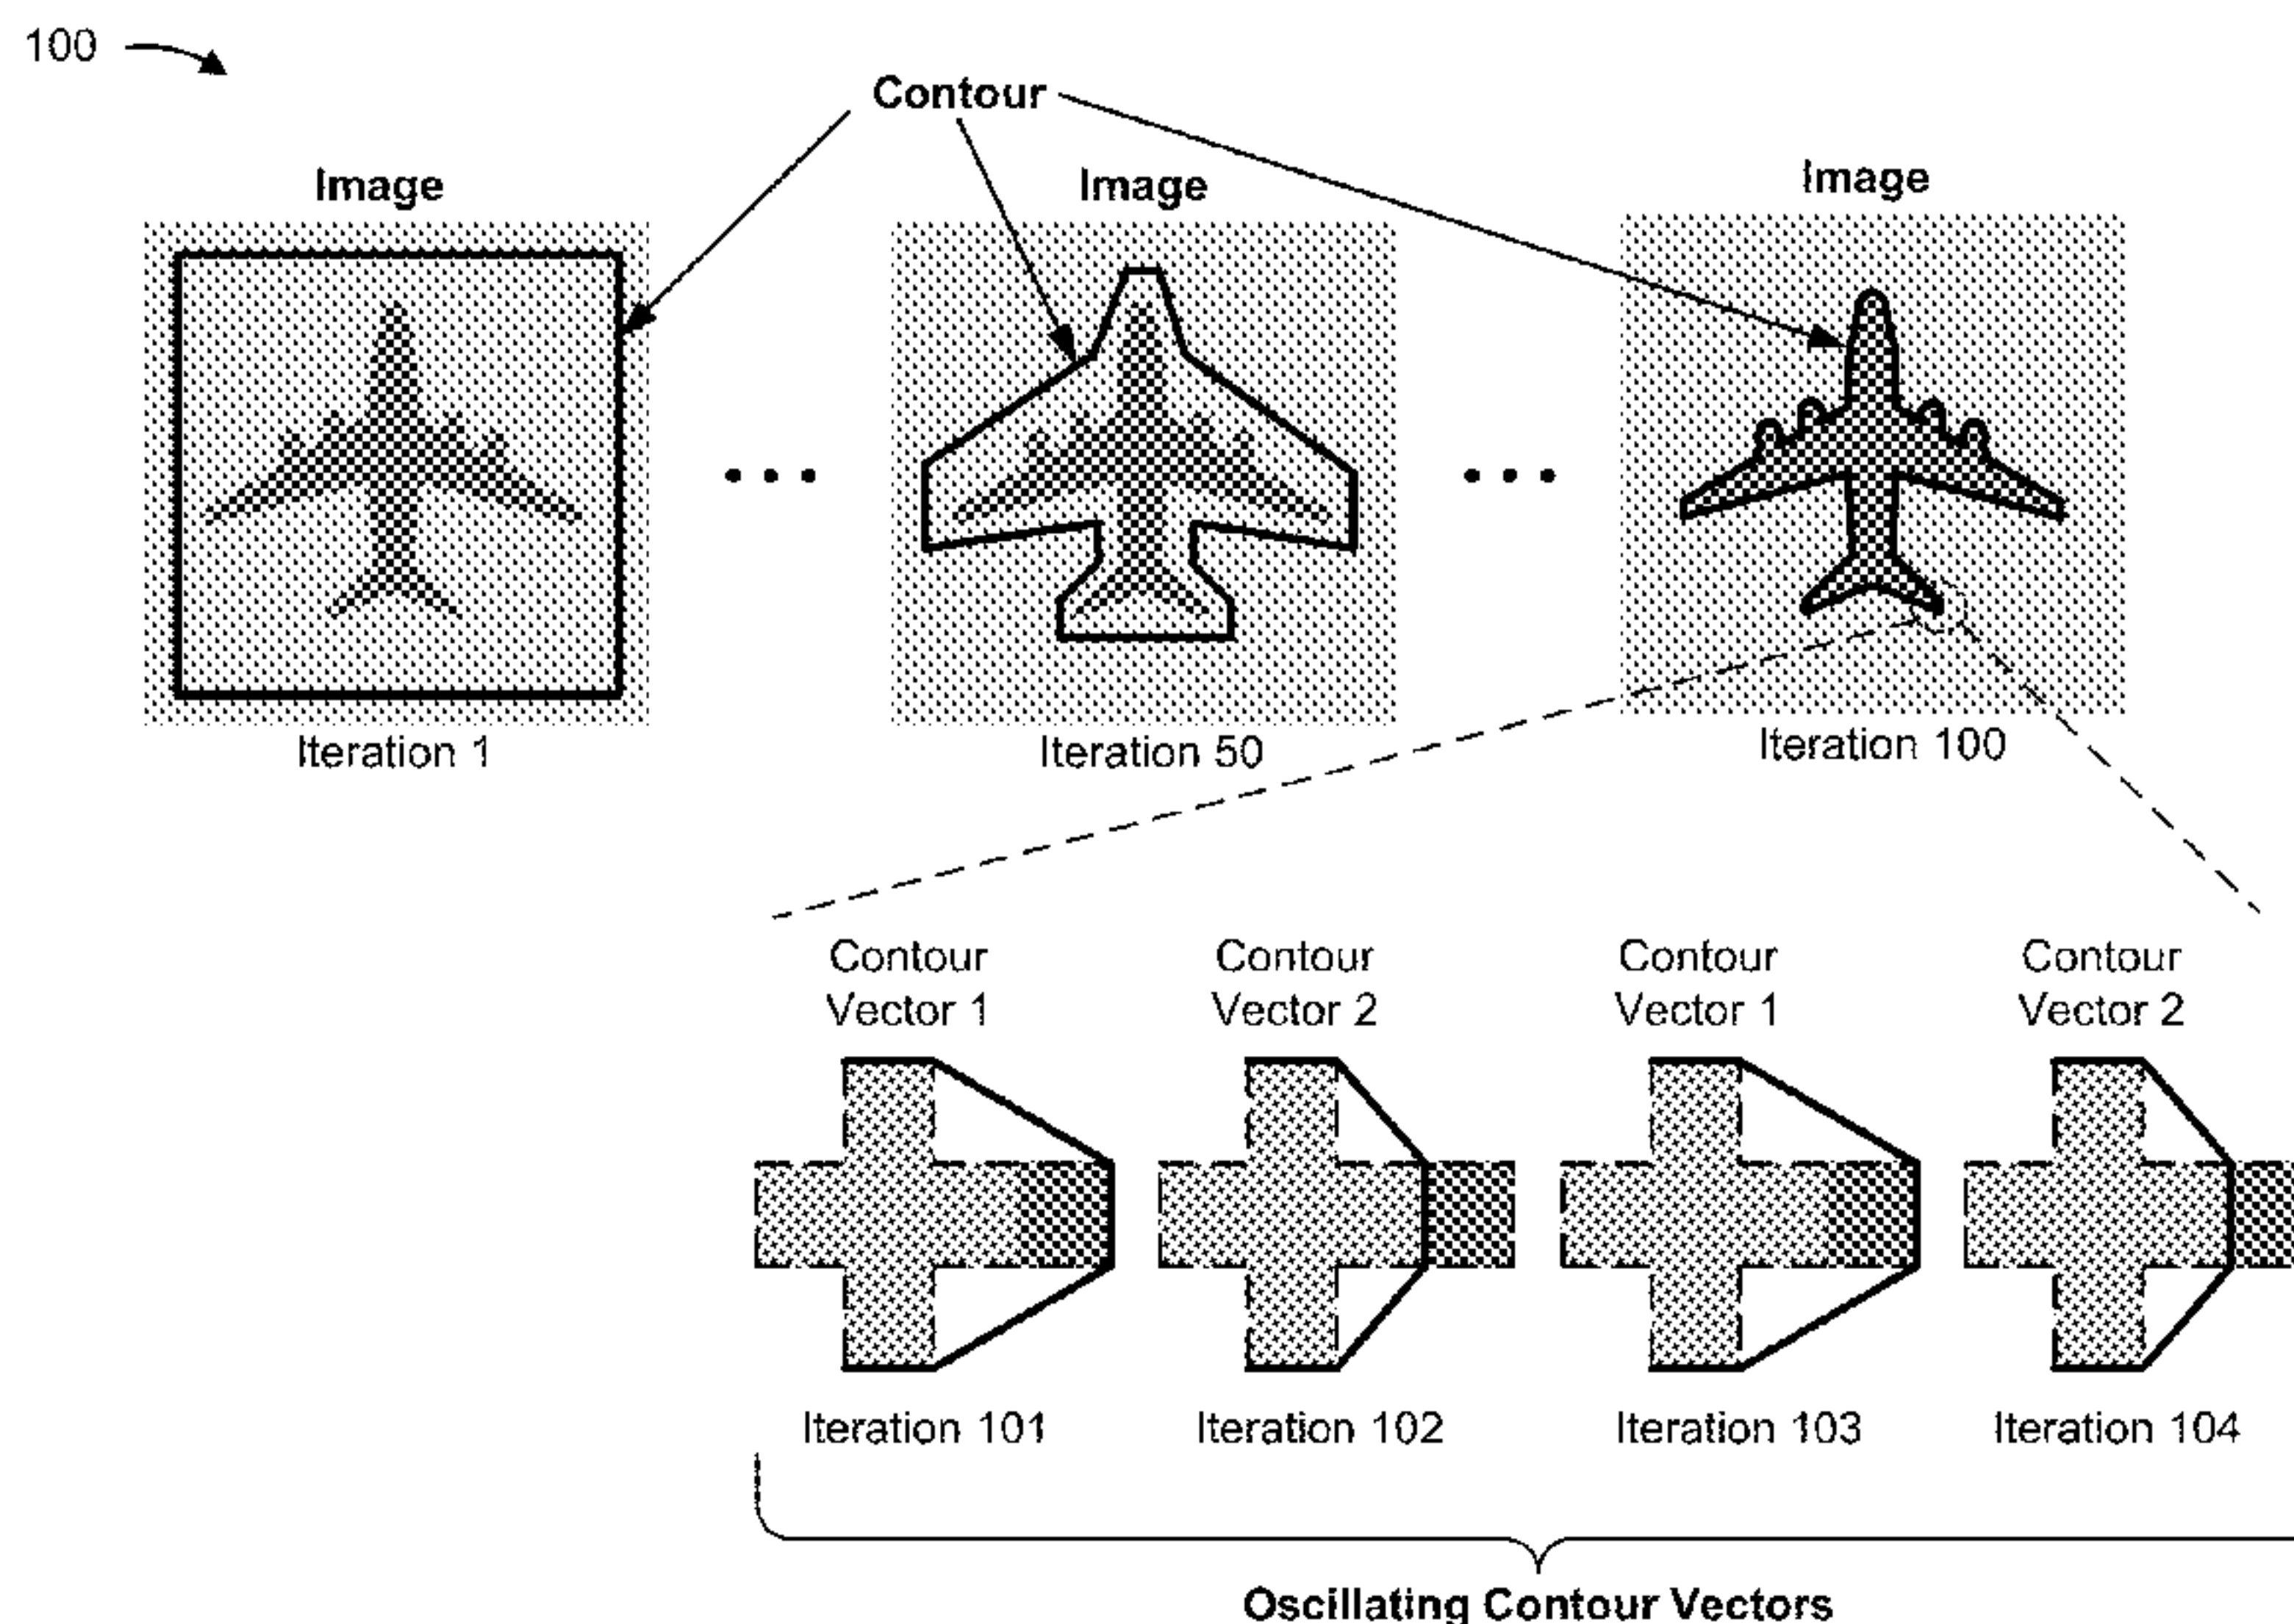 100
Contour
Image
Image
Image
Iteration 1
Iteration 50
Iteration 100
Contour
Vector 1
Contour
Vector 2
Contour
Vector 1
Contour
Vector 2
Iteration 101
Iteration 102
Iteration 103
Iteration 104
Oscillating Contour Vectors